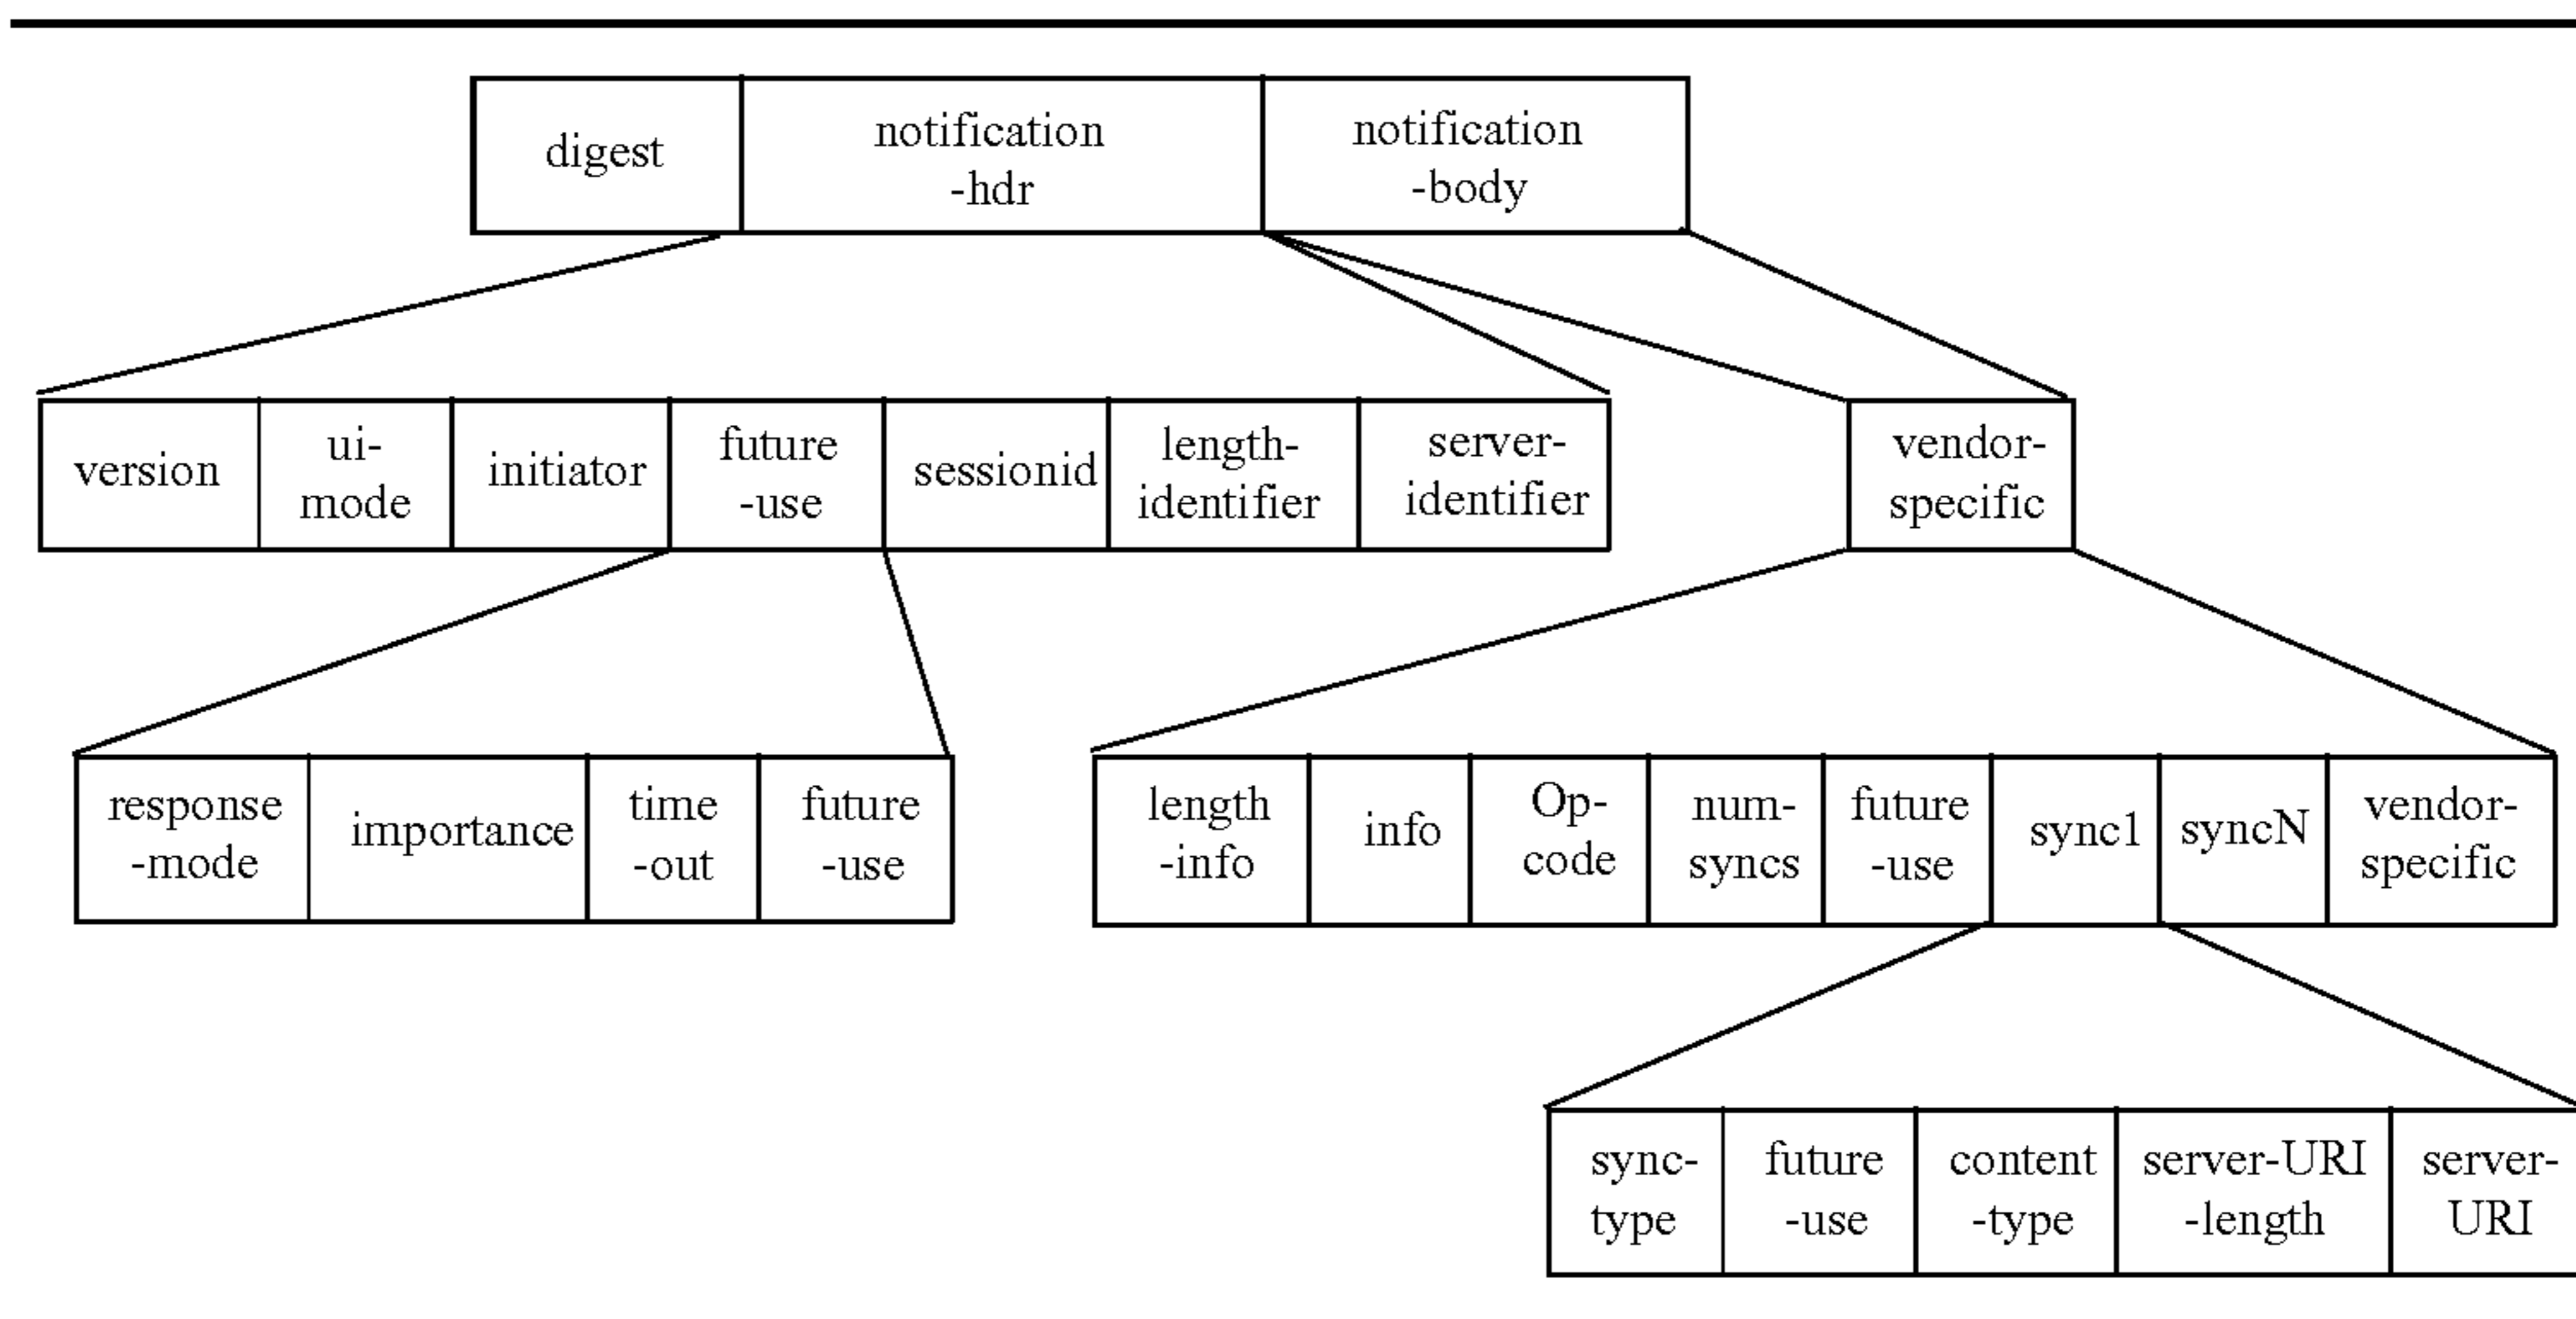 digest
notification
-hdr
notification
-body
version
ui-
mode
initiator
future
-use
sessionid
length-
identifier
server-
identifier
vendor-
specific
response
-mode
importance
time
-out
future
-use
length
-info
info
Op-
code
num-
syncs
future
-use
sync1
syncN
vendor-
specific
sync-
type
future
-use
content
-type
server-URI
-length
server-
URI